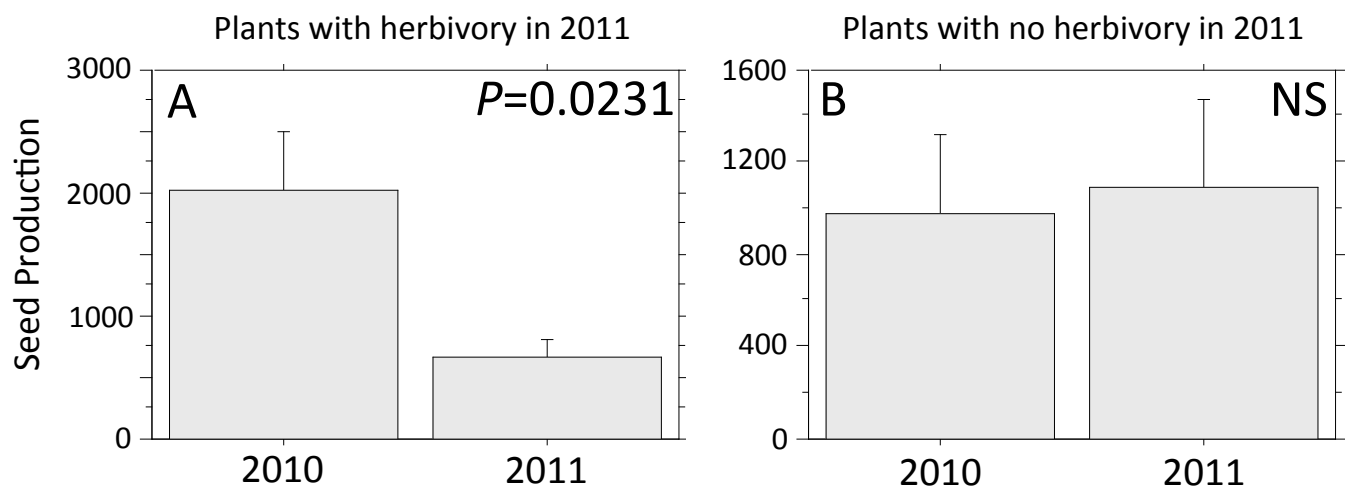 Plants with herbivory in 2011
Plants with no herbivory in 2011
Seed Production
3000
2000
1000
0
A
P=0.0231
2010
2011
1600
1200
800
400
0
B
NS
2010
2011